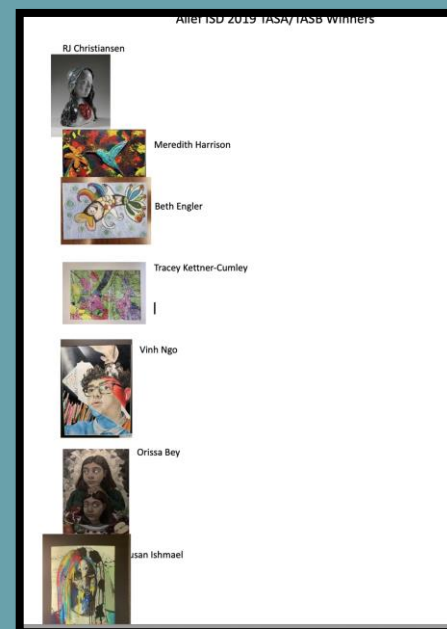 Alief ISD 2019 TASA/TASB Winners
RJ Christiansen
Meredith Harrison
Beth Engler
Tracey Kettner-Cumley
Vinh Ngo
Orissa Bey
usan Ishmael